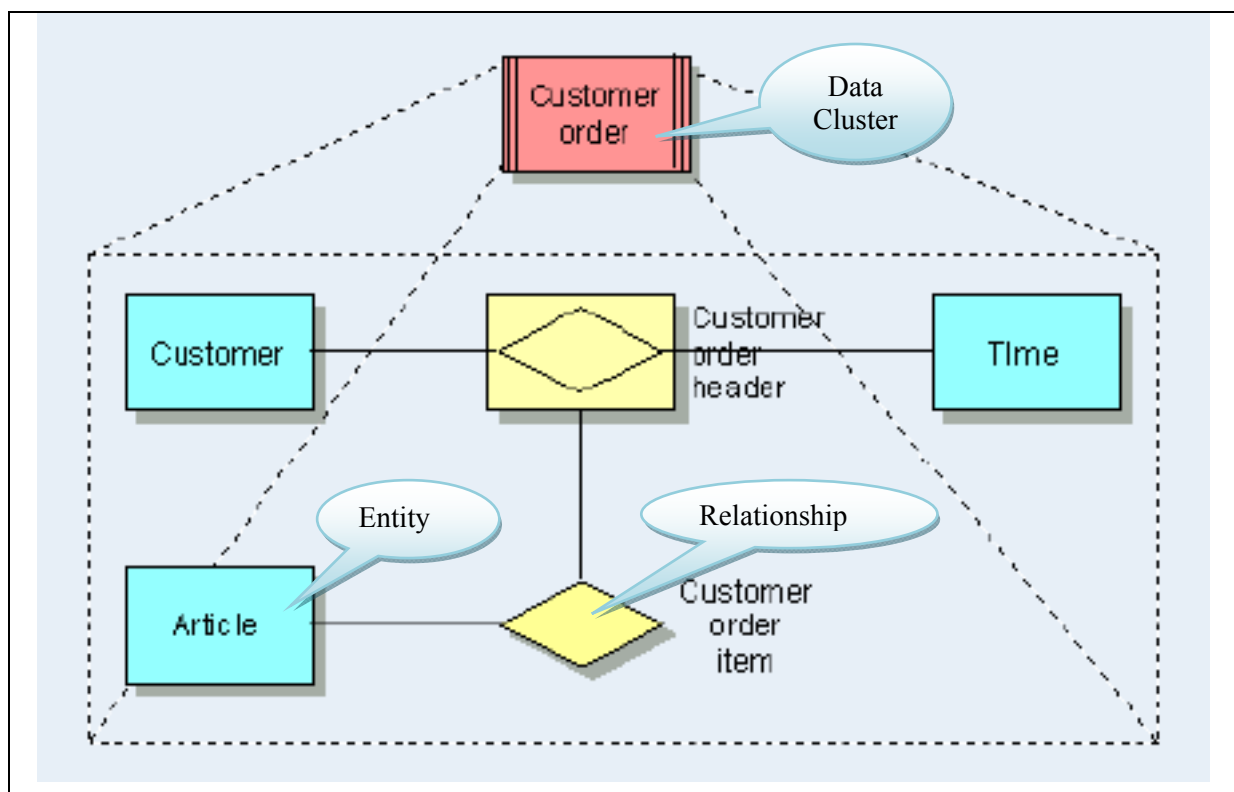 Customer
order
Data
Cluster
Customer
Customer
order
header
TIme
Entity
Relationship
Article
Customer
order
item